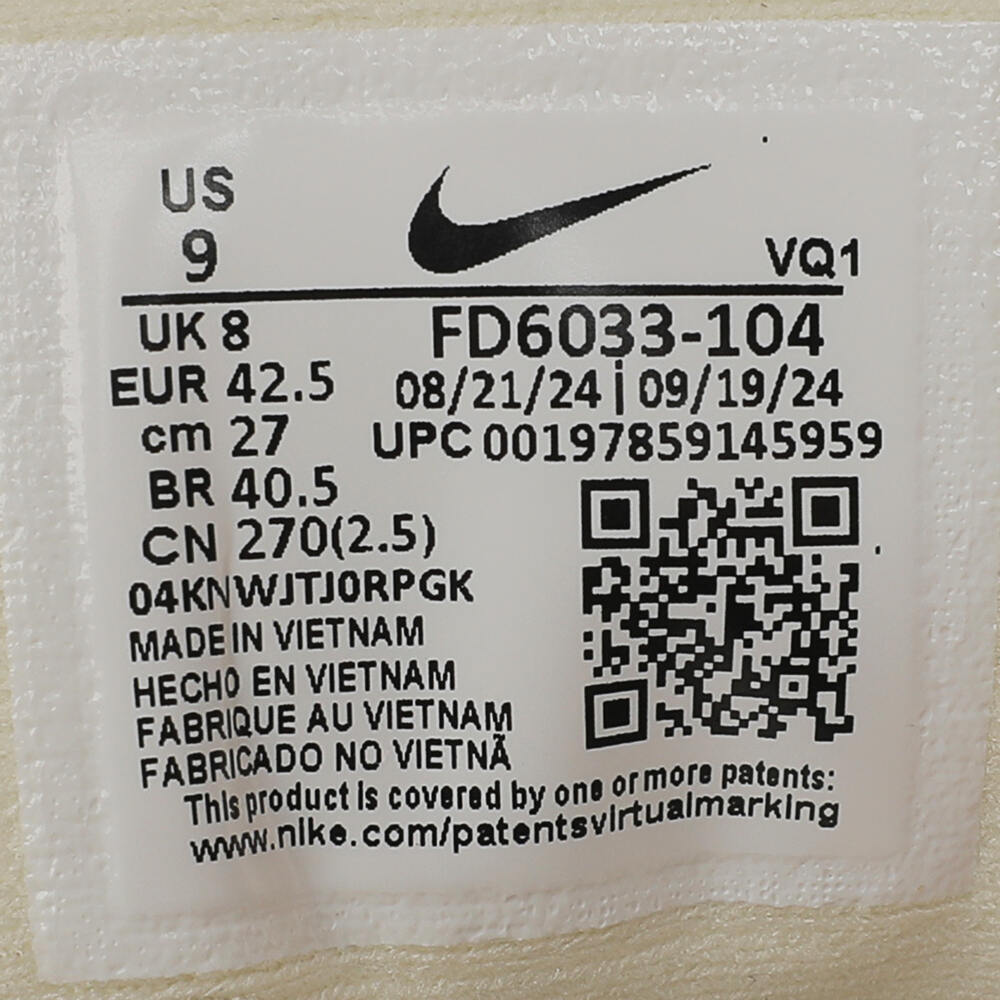 US
9
VQ1
UK 8
FD6033-104
EUR 42.5
08/21/24 | 09/19/24
cm 27
UPC 00197859145959
BR 40.5
CN 270(2.5)
04KNWJTJ0RPGK
MADE IN VIETNAM
HECHO EN VIETNAM
FABRIQUE AU VIETNAM
FABRICADO NO VIETNÃ
This product is covered by one or more patents:
www.nike.com/patentsvirtualmarking